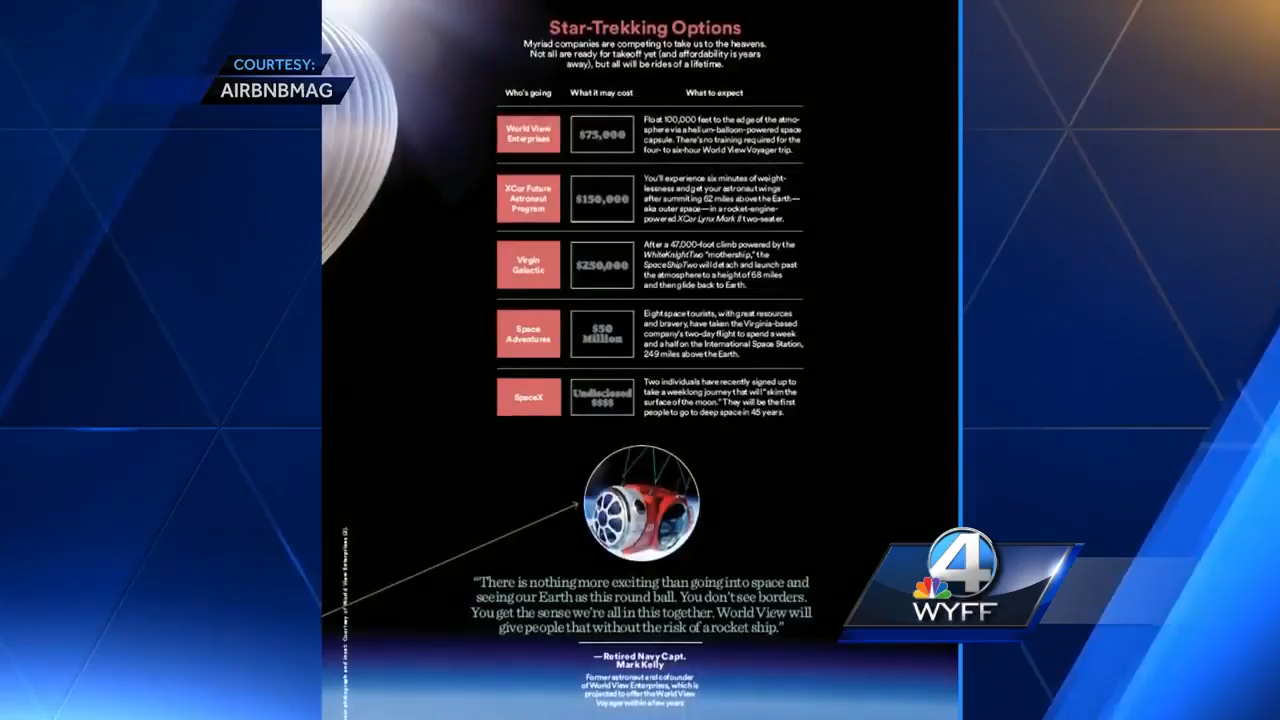 COURTESY:
AIRBNBMAG
Star-Trekking Options
Myriad companies are competing to take us to the heavens.
Not all are ready for takeoff yet (and affordability is years
away), but all will be rides of a lifetime.
Who's going
What it may cost
What to expect
World View
Enterprises
$75,000
Float 100,000 feet to the edge of the atmo-
sphere via a helium-balloon-powered space
capsule. There's no training required for the
four- to six-hour World View Voyager trip.
XCor Future
Astronaut
Program
$150,000
You'll experience six minutes of weight-
lessness and get your astronaut wings
after summiting 62 miles above the Earth—
aka outer space—in a rocket-engine-
powered XCor Lynx Mark II two-seater.
Virgin
Galactic
$250,000
After a 47,000-foot climb powered by the
WhiteKnightTwo "mothership," the
SpaceShipTwo will detach and launch past
the atmosphere to a height of 68 miles
and then glide back to Earth.
Space
Adventures
$50
Million
Eight space tourists, with great resources
and bravery, have taken the Virginia-based
company's two-day flight to spend a week
and a half on the International Space Station,
249 miles above the Earth.
SpaceX
Undisclosed
$$$$
Two individuals have recently signed up to
take a weeklong journey that will "skim the
surface of the moon." They will be the first
people to go to deep space in 45 years.
"There is nothing more exciting than going into space and
seeing our Earth as this round ball. You don't see borders.
You get the sense we're all in this together. World View will
give people that without the risk of a rocket ship."
—Retired Navy Capt.
Mark Kelly
Former astronaut and cofounder
of World View Enterprises, which is
projected to offer the World View
Voyager within a few years
photograph and inset: Courtesy of World View Enterprises (2).
4
WYFF